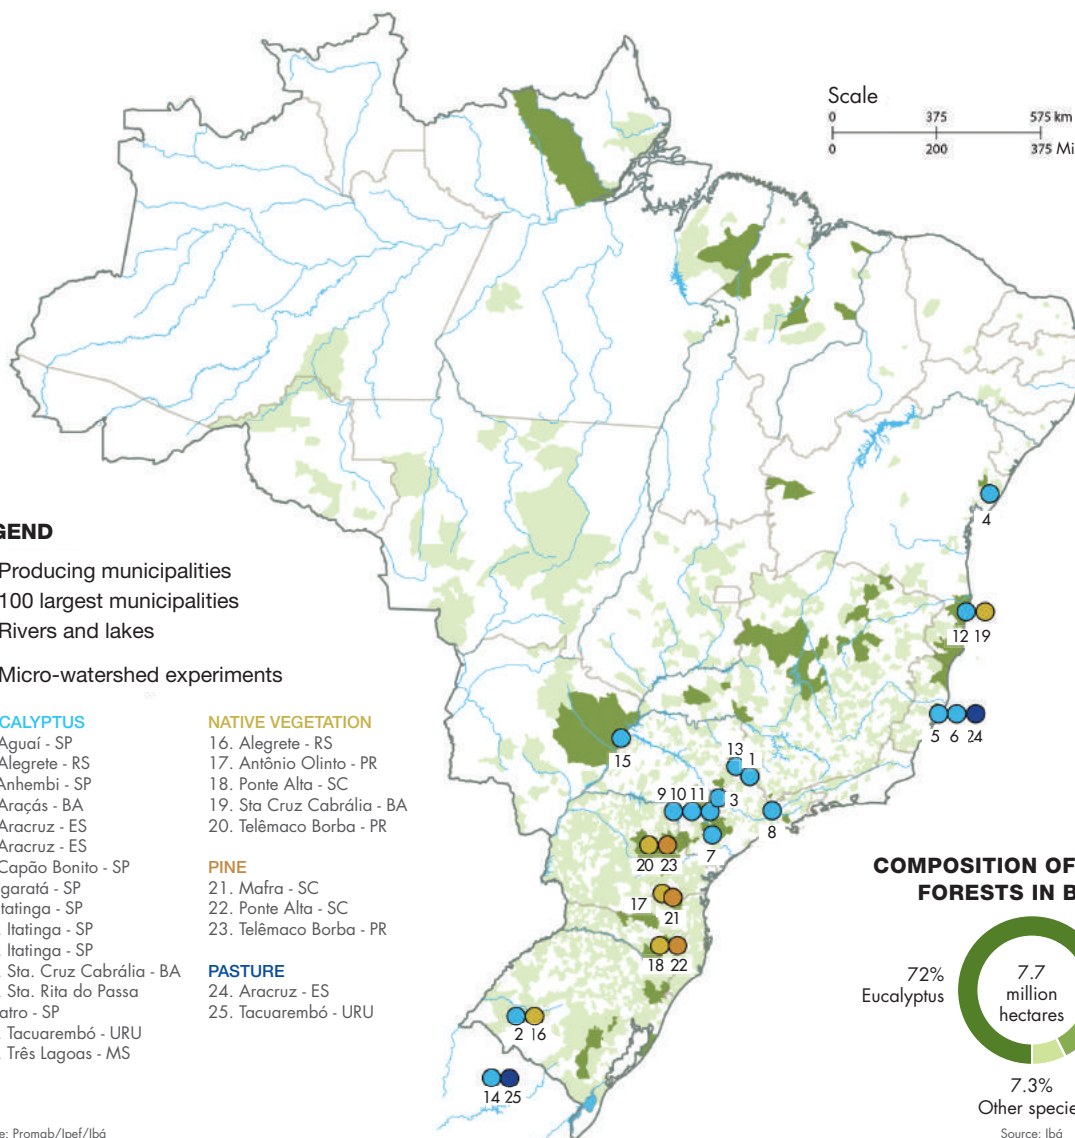 Scale
0 375 575 km
0 200 375 Mi
GEND
Producing municipalities
100 largest municipalities
Rivers and lakes
Micro-watershed experiments
CALYPTUS
Aguaí - SP
Alegrete - RS
Anhembi - SP
Araçás - BA
Aracruz - ES
Aracruz - ES
Capão Bonito - SP
garatá - SP
tatinga - SP
. Itatinga - SP
. Itatinga - SP
. Sta. Cruz Cabrália - BA
. Sta. Rita do Passa
atro - SP
. Tacuarembó - URU
. Três Lagoas - MS
NATIVE VEGETATION
16. Alegrete - RS
17. Antônio Olinto - PR
18. Ponte Alta - SC
19. Sta Cruz Cabrália - BA
20. Telêmaco Borba - PR
PINE
21. Mafra - SC
22. Ponte Alta - SC
23. Telêmaco Borba - PR
PASTURE
24. Aracruz - ES
25. Tacuarembó - URU
4
12 19
5 6 24
15
13 1
9 10 11 3
8
7
20 23
17
21
18 22
2 16
14 25
COMPOSITION OF
FORESTS IN B
72%
Eucalyptus
7.7
million
hectares
7.3%
Other specie
Source: Ibá
e: Promab/Ipef/Ibá